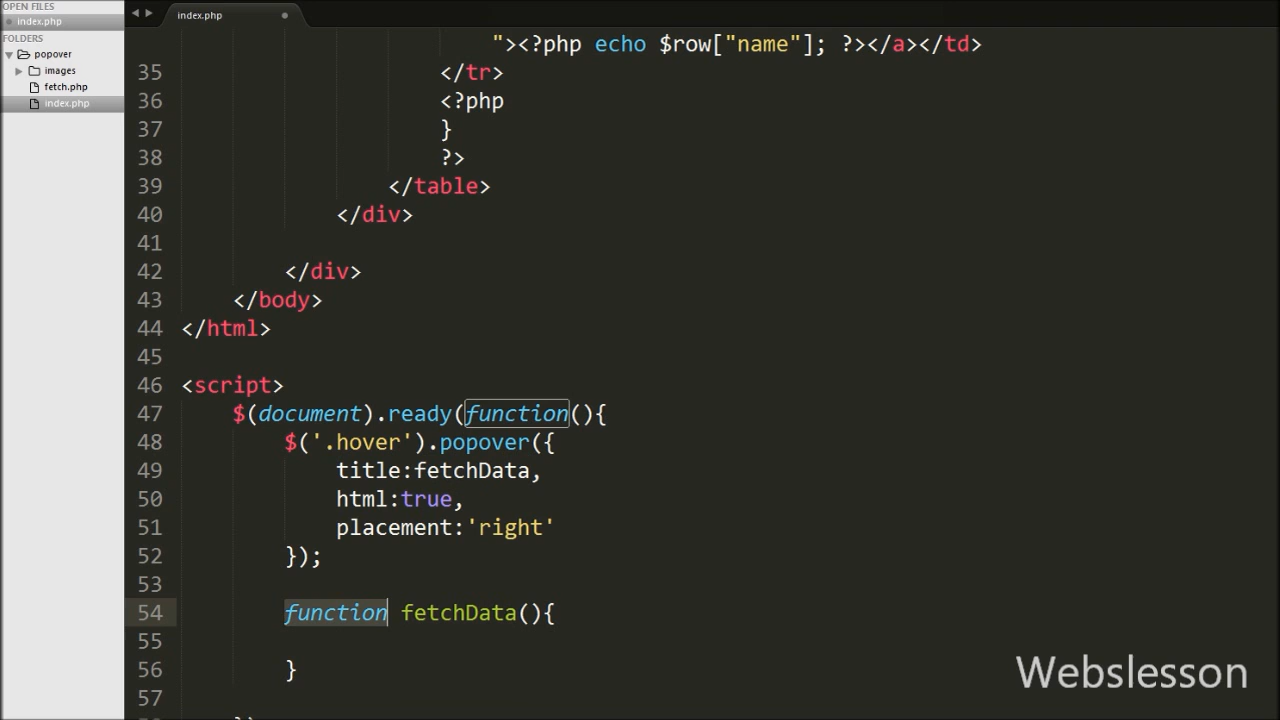 OPEN FILES
index.php
FOLDERS
popover
images
fetch.php
index.php
index.php
"><?php echo $row["name"]; ?></a></td>
35 </tr>
36 <?php
37 }
38 ?>
39 </table>
40 </div>
41
42 </div>
43 </body>
44 </html>
45
46 <script>
47 $(document).ready(function(){
48 $('.hover').popover({
49 title:fetchData,
50 html:true,
51 placement:'right'
52 });
53
54 function fetchData(){
55
56 }
57
Webslesson